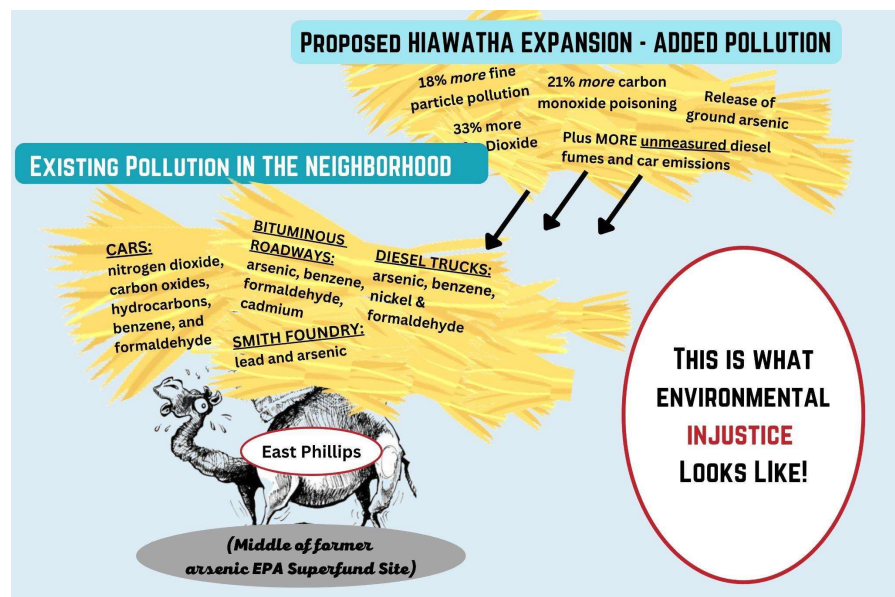 PROPOSED HIAWATHA EXPANSION - ADDED POLLUTION
18% more fine
particle pollution
21% more carbon
monoxide poisoning
Release of
ground arsenic
33% more
Dioxide
Plus MORE unmeasured diesel
fumes and car emissions
EXISTING POLLUTION IN THE NEIGHBORHOOD
CARS:
nitrogen dioxide,
carbon oxides,
hydrocarbons,
benzene, and
formaldehyde
BITUMINOUS
ROADWAYS:
arsenic, benzene,
formaldehyde,
cadmium
SMITH FOUNDRY:
lead and arsenic
DIESEL TRUCKS:
arsenic, benzene,
nickel &
formaldehyde
East Phillips
(Middle of former
arsenic EPA Superfund Site)
THIS IS WHAT
ENVIRONMENTAL
INJUSTICE
LOOKS LIKE!